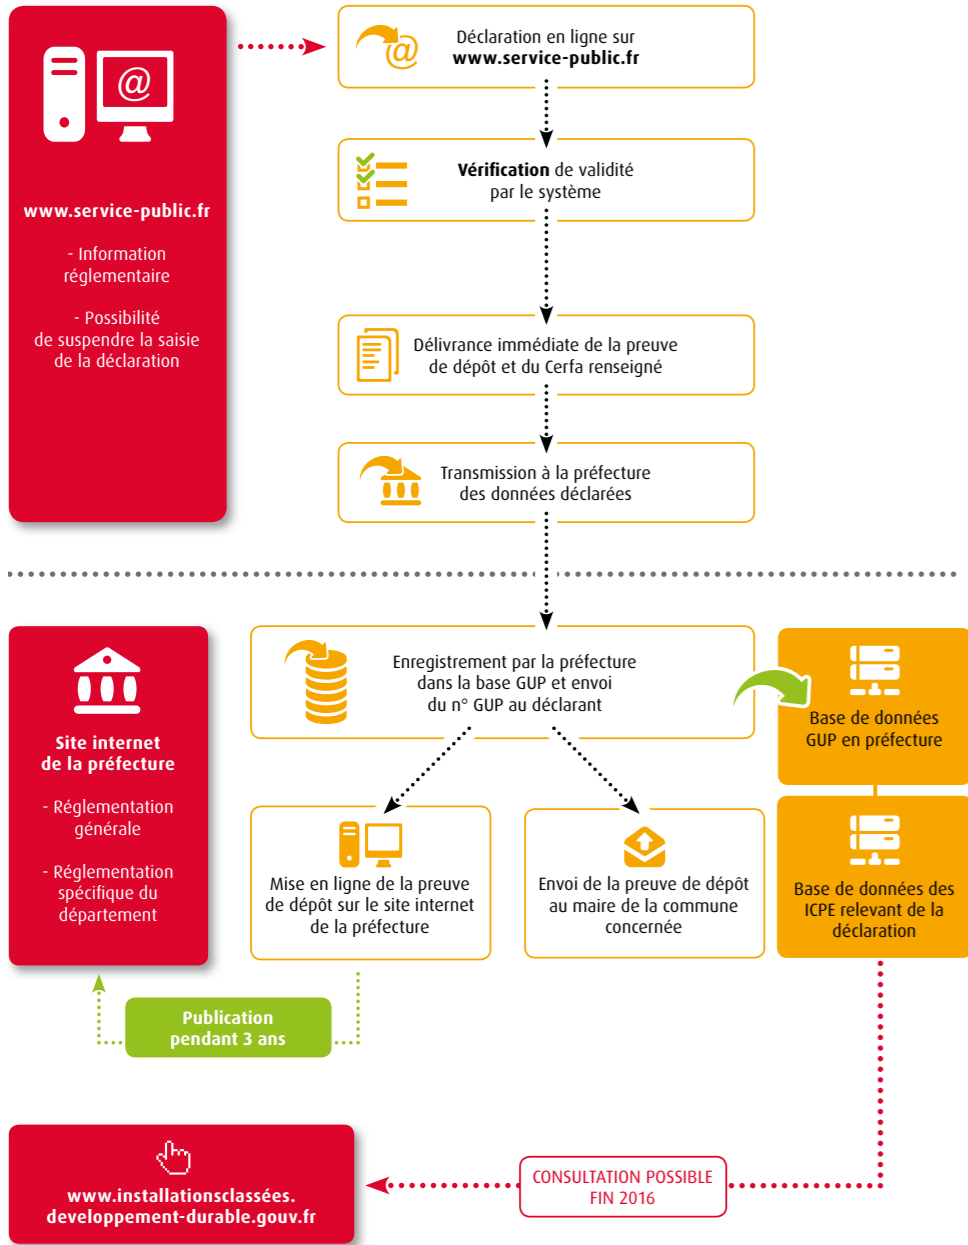 @
www.service-public.fr
- Information
réglementaire
- Possibilité
de suspendre la saisie
de la déclaration
@
Déclaration en ligne sur
www.service-public.fr
Vérification de validité
par le système
Délivrance immédiate de la preuve
de dépôt et du Cerfa renseigné
Transmission à la préfecture
des données déclarées
Site internet
de la préfecture
- Réglementation
générale
- Réglementation
spécifique du
département
Enregistrement par la préfecture
dans la base GUP et envoi
du n° GUP au déclarant
Base de données
GUP en préfecture
Mise en ligne de la preuve
de dépôt sur le site internet
de la préfecture
Envoi de la preuve de dépôt
au maire de la commune
concernée
Base de données des
ICPE relevant de la
déclaration
Publication
pendant 3 ans
CONSULTATION POSSIBLE
FIN 2016
www.installationsclassées.
developpement-durable.gouv.fr